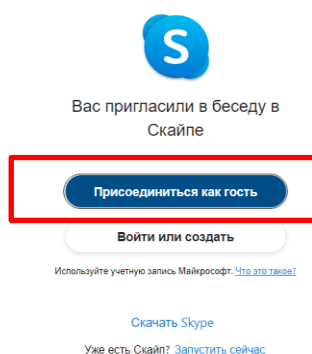 S
Вас пригласили в беседу в
Скайпе
Присоединиться как гость
Войти или создать
Используйте учетную запись Майкрософт. Что это такое?
Скачать Skype
Уже есть Скайп? Запустить сейчас